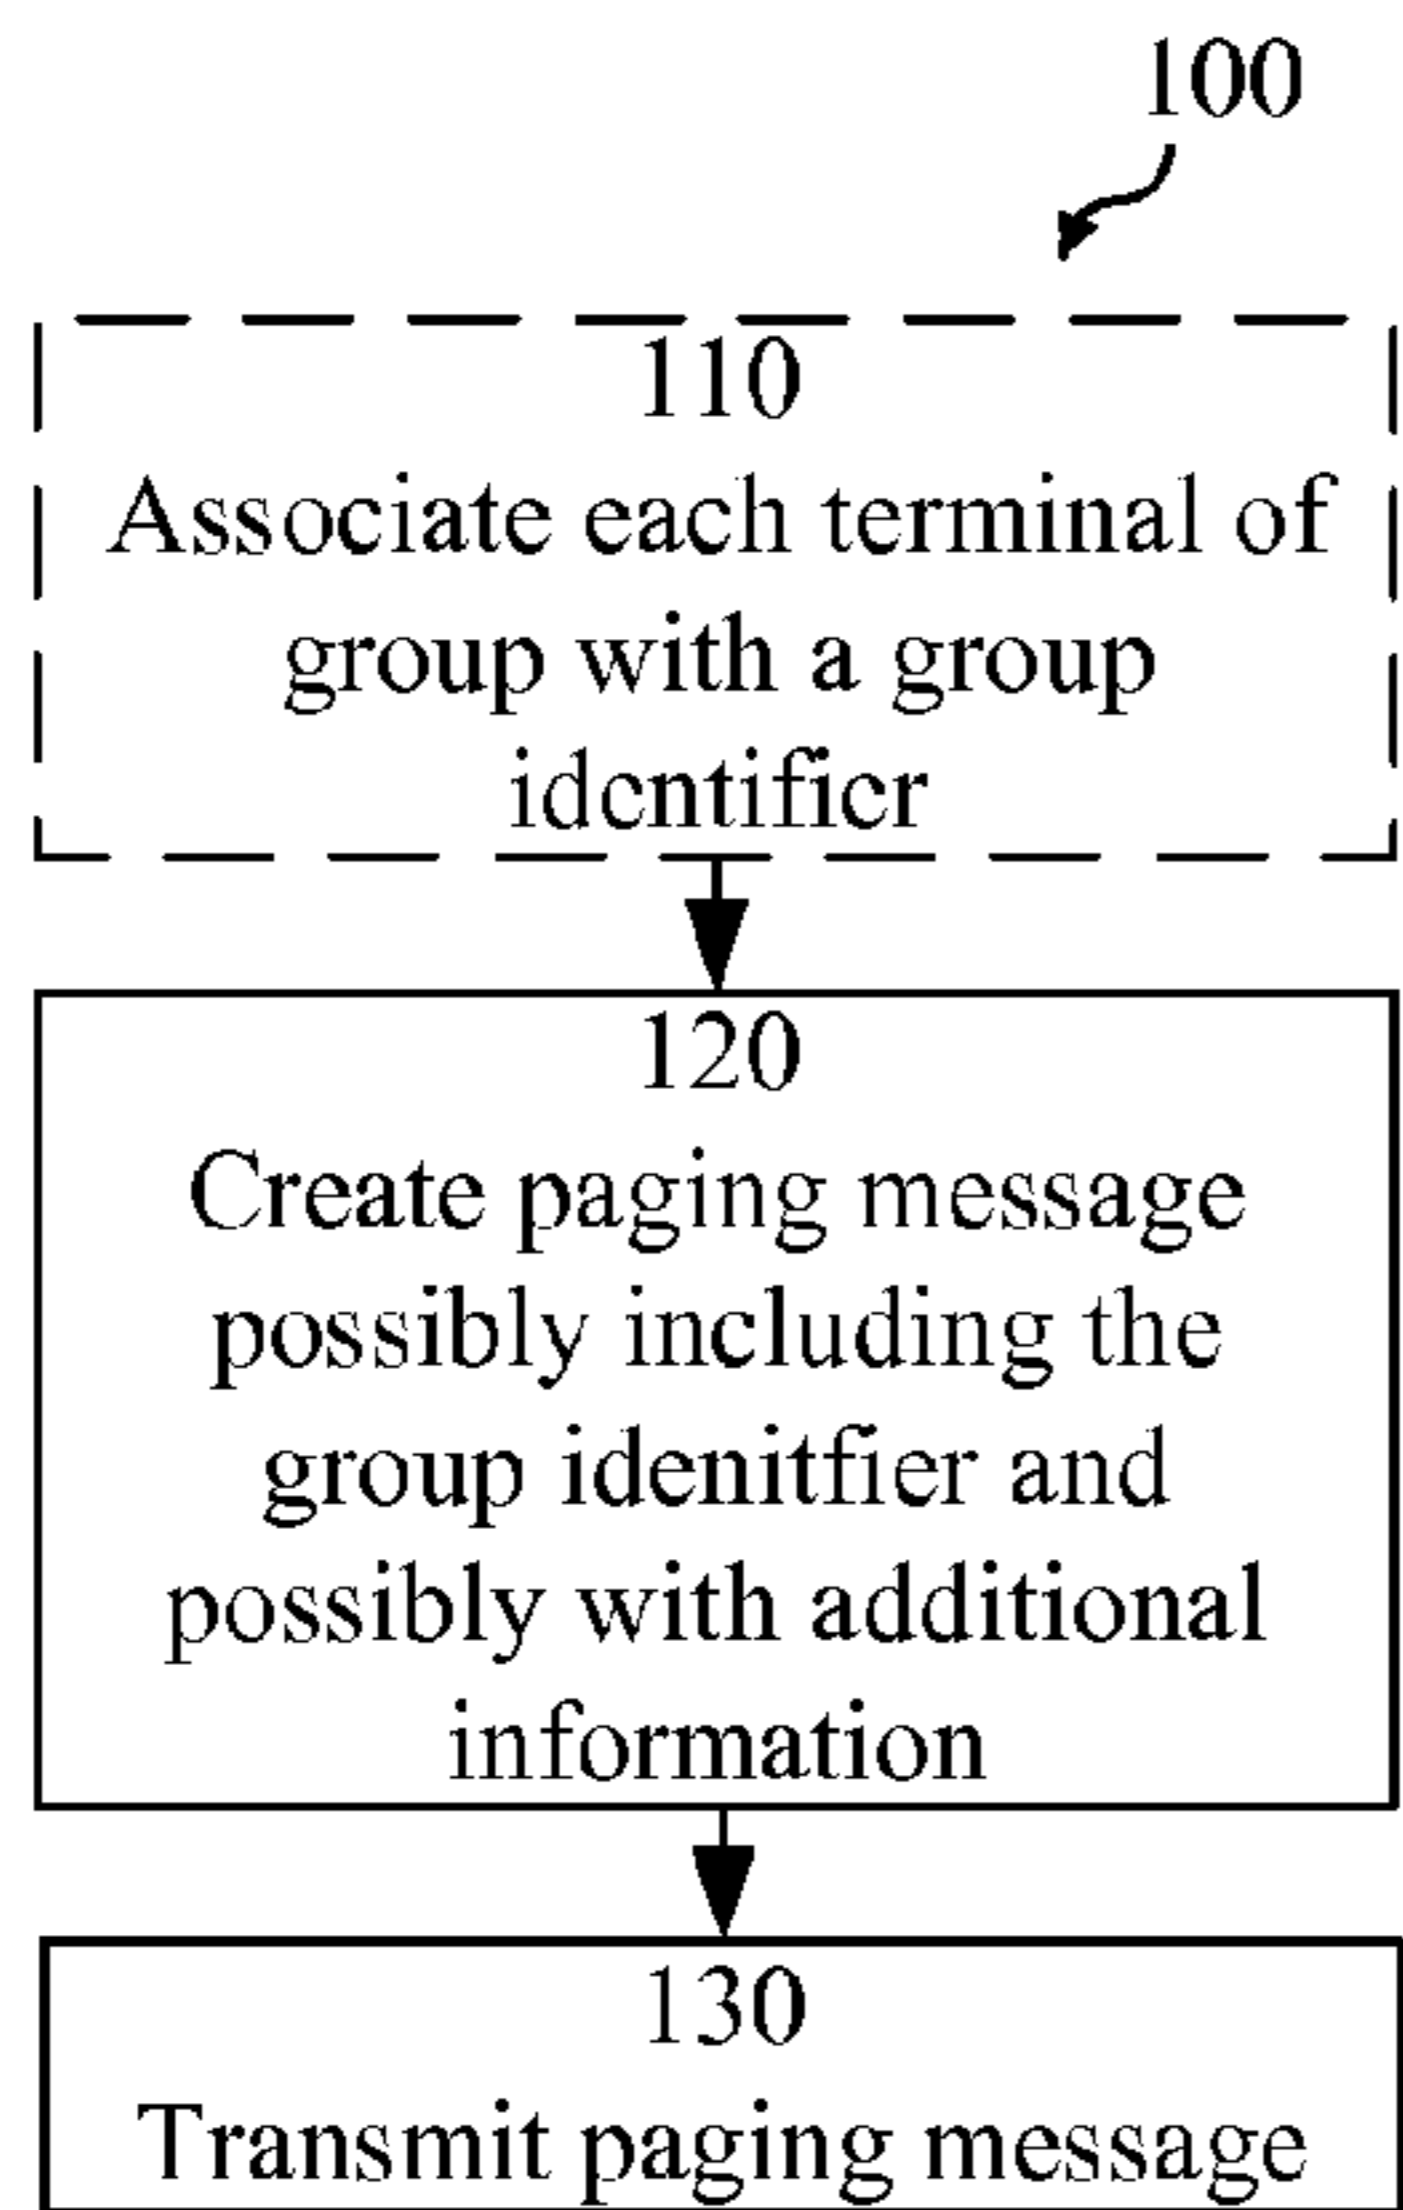 100
110
Associate each terminal of
group with a group
identifier
120
Create paging message
possibly including the
group idenitfier and
possibly with additional
information
130
Transmit paging message